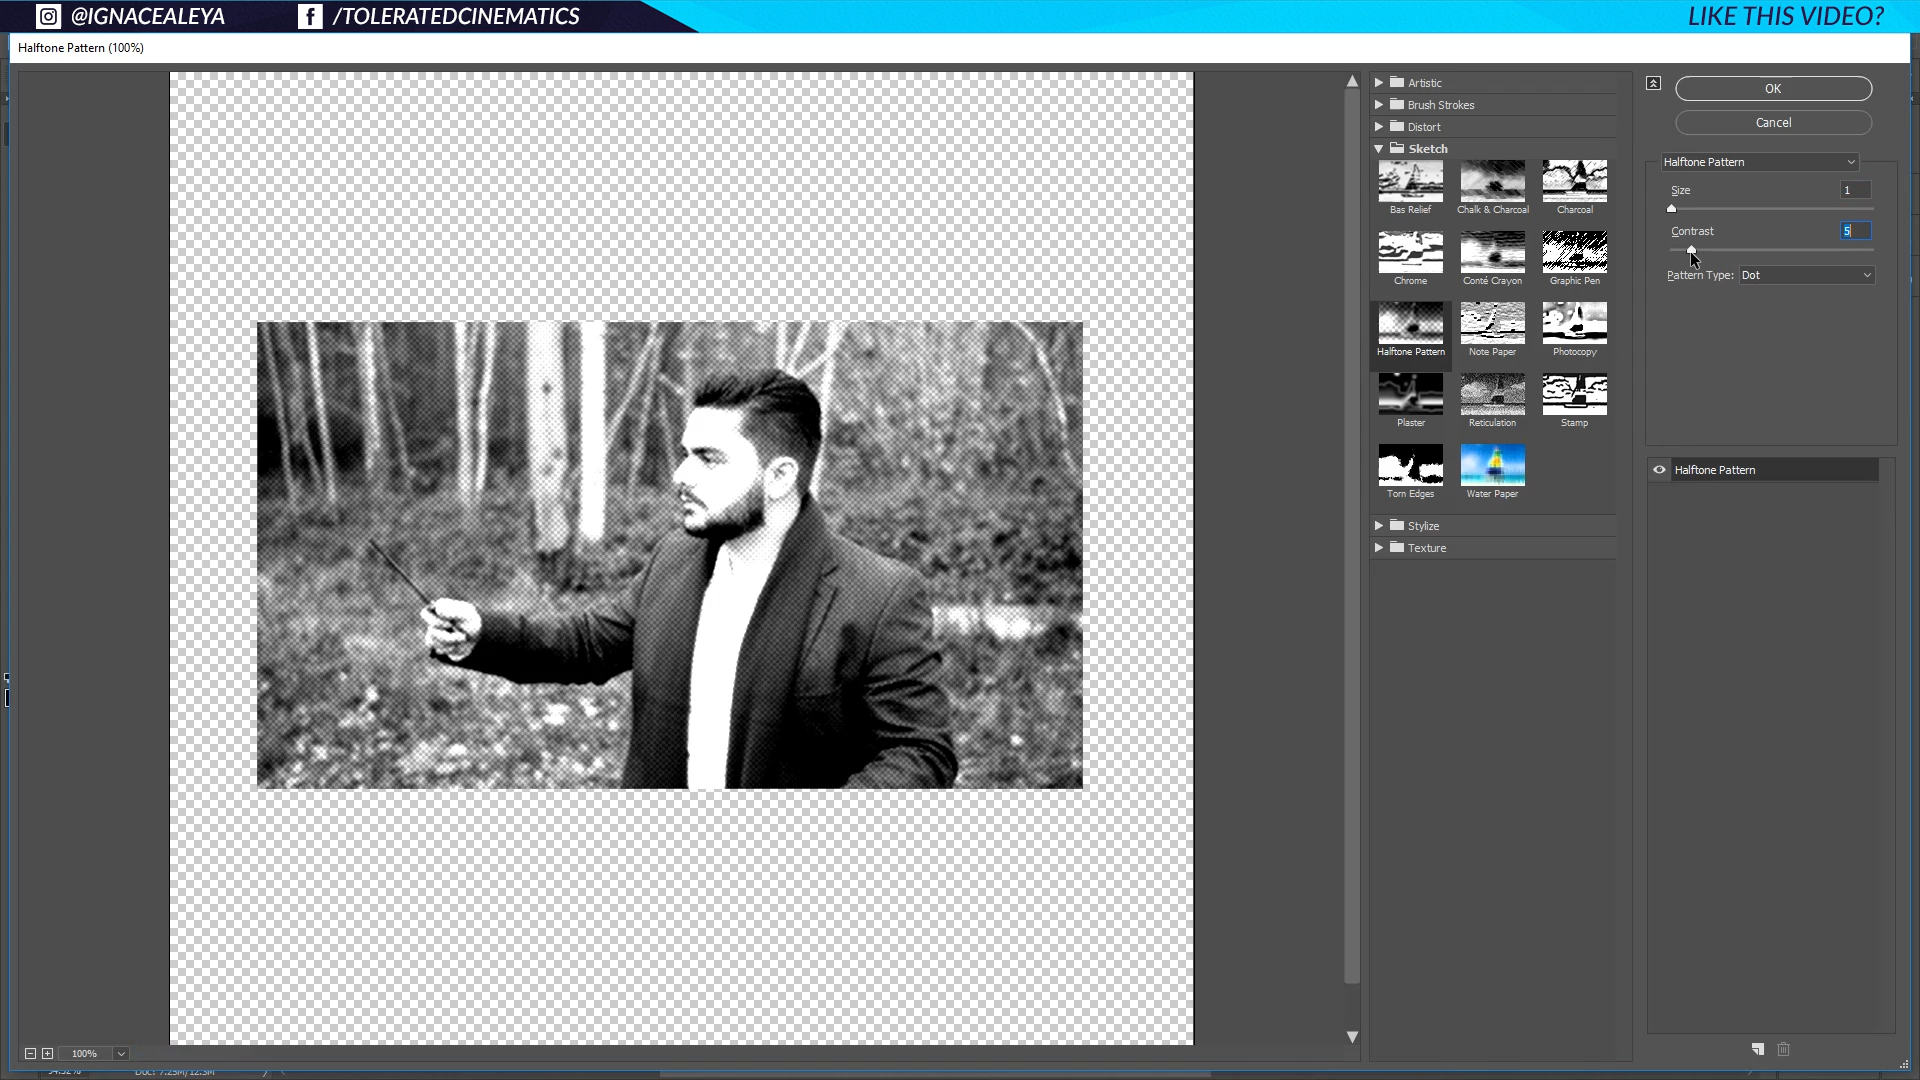 @IGNACEALEYA
/TOLERATEDCINEMATICS
LIKE THIS VIDEO?
Halftone Pattern (100%)
Artistic
Brush Strokes
Distort
Sketch
Bas Relief
Chalk & Charcoal
Charcoal
Chrome
Conté Crayon
Graphic Pen
Halftone Pattern
Note Paper
Photocopy
Plaster
Reticulation
Stamp
Torn Edges
Water Paper
Stylize
Texture
OK
Cancel
Halftone Pattern
Size 1
Contrast 5
Pattern Type: Dot
Halftone Pattern
100%